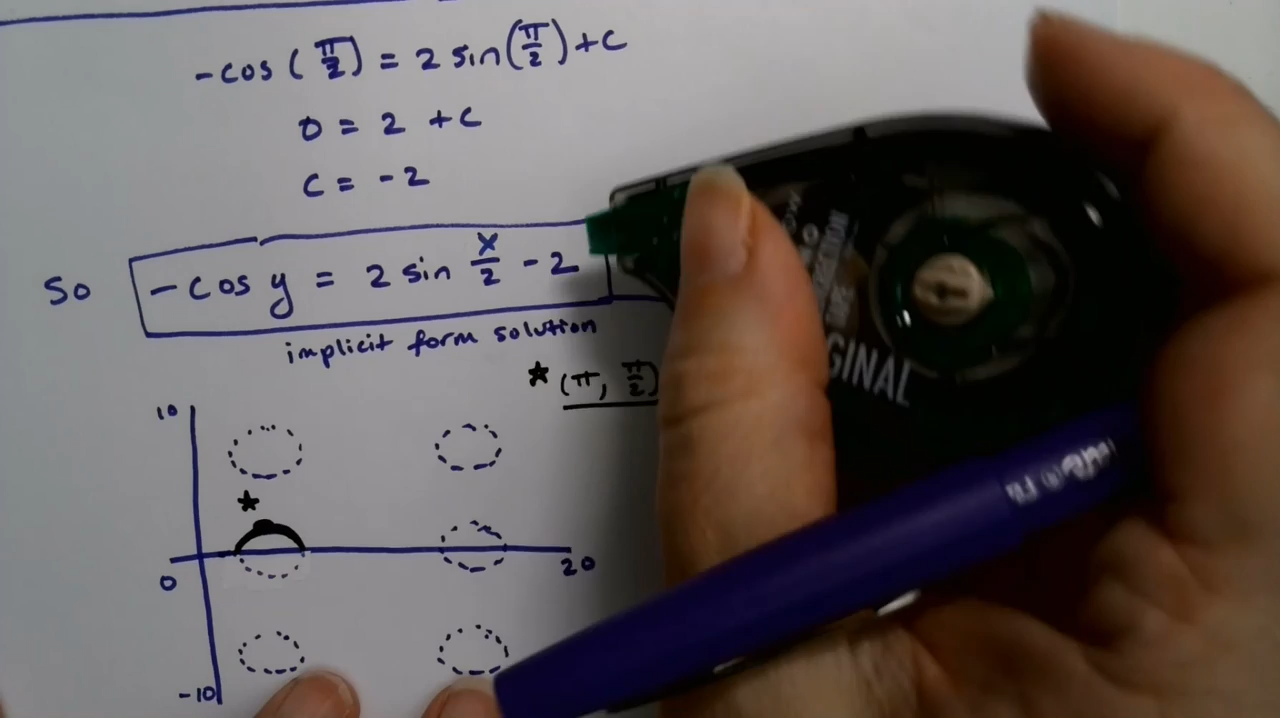 -cos(π/2) = 2 sin(π/2) + C
0 = 2 + C
C = -2
So -cos y = 2 sin x/2 - 2
implicit form solution
* (π, π/2)
10
*
0
20
-10
GINAL